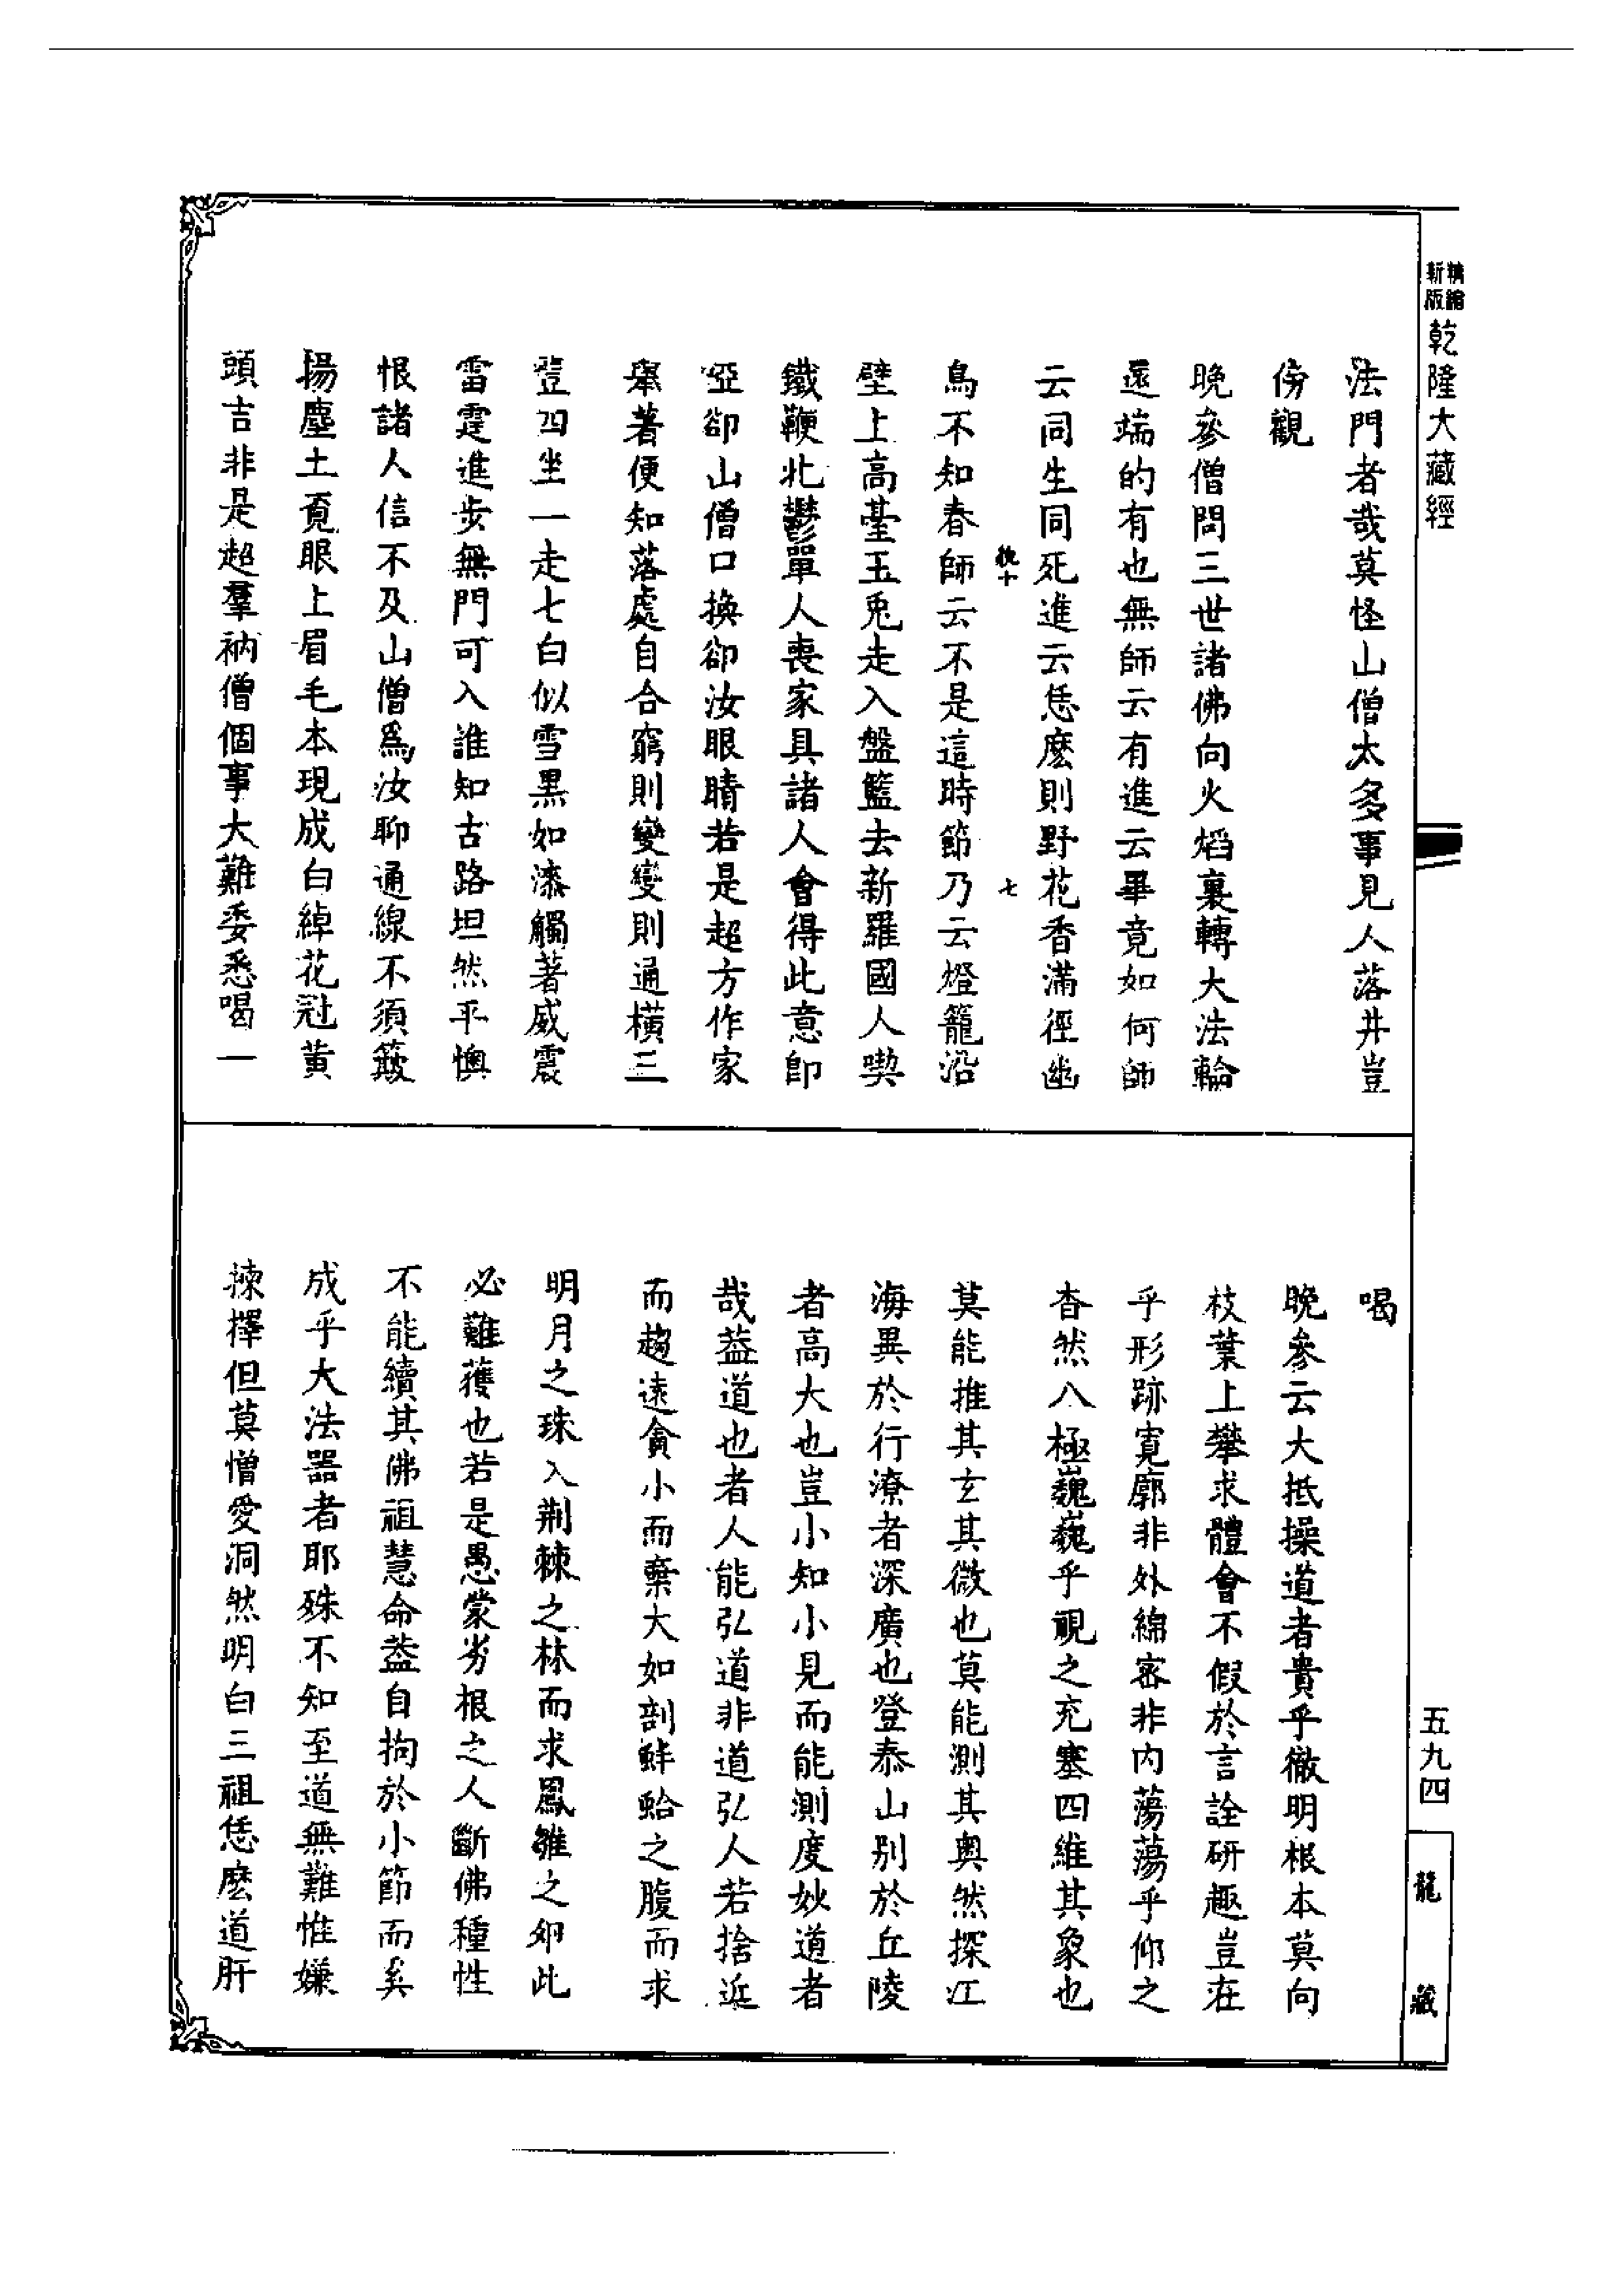 精縮新版乾隆大藏經
法門者哉莫怪山僧太多事見人落井豈
傍觀
晚參僧問三世諸佛向火焰裏轉大法輪
還端的有也無師云有進云畢竟如何師
云同生同死進云恁麽則野花香滿徑幽
鳥不知春師云不是這時節乃云燈籠沿
壁上高臺玉兎走入盤籃去新羅國人喫
鐵鞭北鬱單人喪家具諸人會得此意即
啞卻山僧口換卻汝眼睛若是超方作家
舉著便知落處自合窮則變變則通橫三
豎四坐一走七白似雪黑如漆觸著威震
雷霆進步無門可入誰知古路坦然平懊
恨諸人信不及山僧爲汝聊通線不須簸
揚塵土覔眼上眉毛本現成白綽花冠黃
頭吉非是超羣衲僧個事大難委悉喝一
喝
晚參云大抵操道者貴乎徹明根本莫向
枝葉上攀求體會不假於言詮研趣豈在
乎形跡寬廓非外綿密非內蕩蕩乎仰之
杳然八極巍巍乎覩之充塞四維其象也
莫能推其玄其微也莫能測其奧然探江
海異於行潦者深廣也登泰山別於丘陵
者高大也豈小知小見而能測度妙道者
哉益道也者人能弘道非道弘人若捨近
而趨遠貪小而棄大如剖蚌蛤之腹而求
明月之珠入荆棘之林而求鳳雛之卵此
必難獲也若是愚蒙劣根之人斷佛種性
不能續其佛祖慧命益自拘於小節而奚
成乎大法器者耶殊不知至道無難惟嫌
揀擇但莫憎愛洞然明白三祖恁麽道肝
十
七
五九四
龍藏